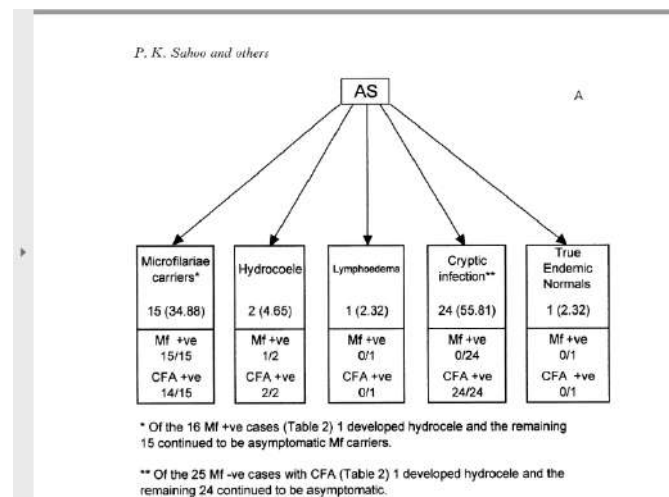 P. K. Sahoo and others
AS
A
Microfilariae
carriers*
15 (34.88)
Mf +ve
15/15
CFA +ve
14/15
Hydrocoele
2 (4.65)
Mf +ve
1/2
CFA +ve
2/2
Lymphoedema
1 (2.32)
Mf +ve
0/1
CFA +ve
0/1
Cryptic
infection**
24 (55.81)
Mf +ve
0/24
CFA +ve
24/24
True
Endemic
Normals
1 (2.32)
Mf +ve
0/1
CFA +ve
0/1
* Of the 16 Mf +ve cases (Table 2) 1 developed hydrocele and the remaining
15 continued to be asymptomatic Mf carriers.
** Of the 25 Mf -ve cases with CFA (Table 2) 1 developed hydrocele and the
remaining 24 continued to be asymptomatic.